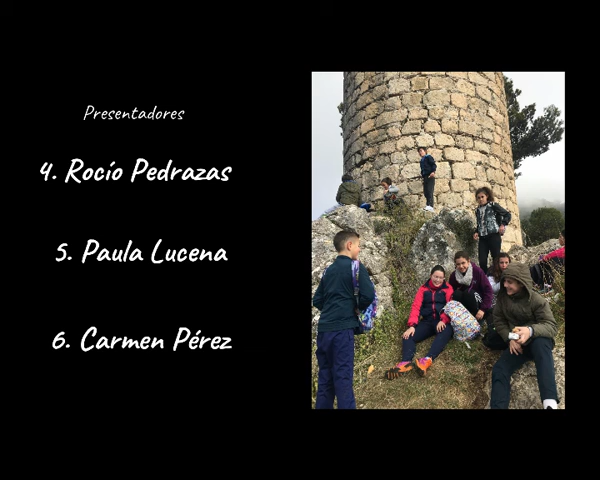 Presentadores
4. Rocío Pedrazas
5. Paula Lucena
6. Carmen Pérez